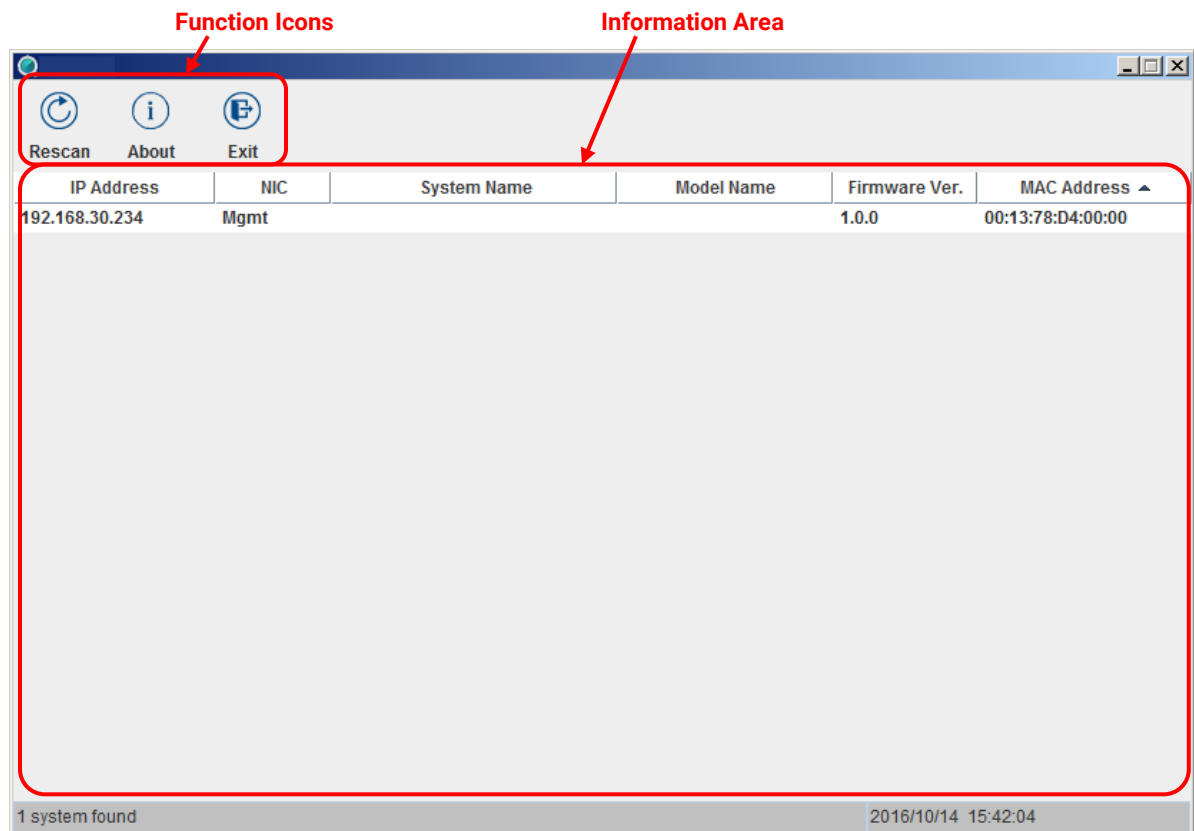 Function Icons Information Area
Rescan About Exit
IP Address NIC System Name Model Name Firmware Ver. MAC Address
192.168.30.234 Mgmt 1.0.0 00:13:78:D4:00:00
1 system found 2016/10/14 15:42:04